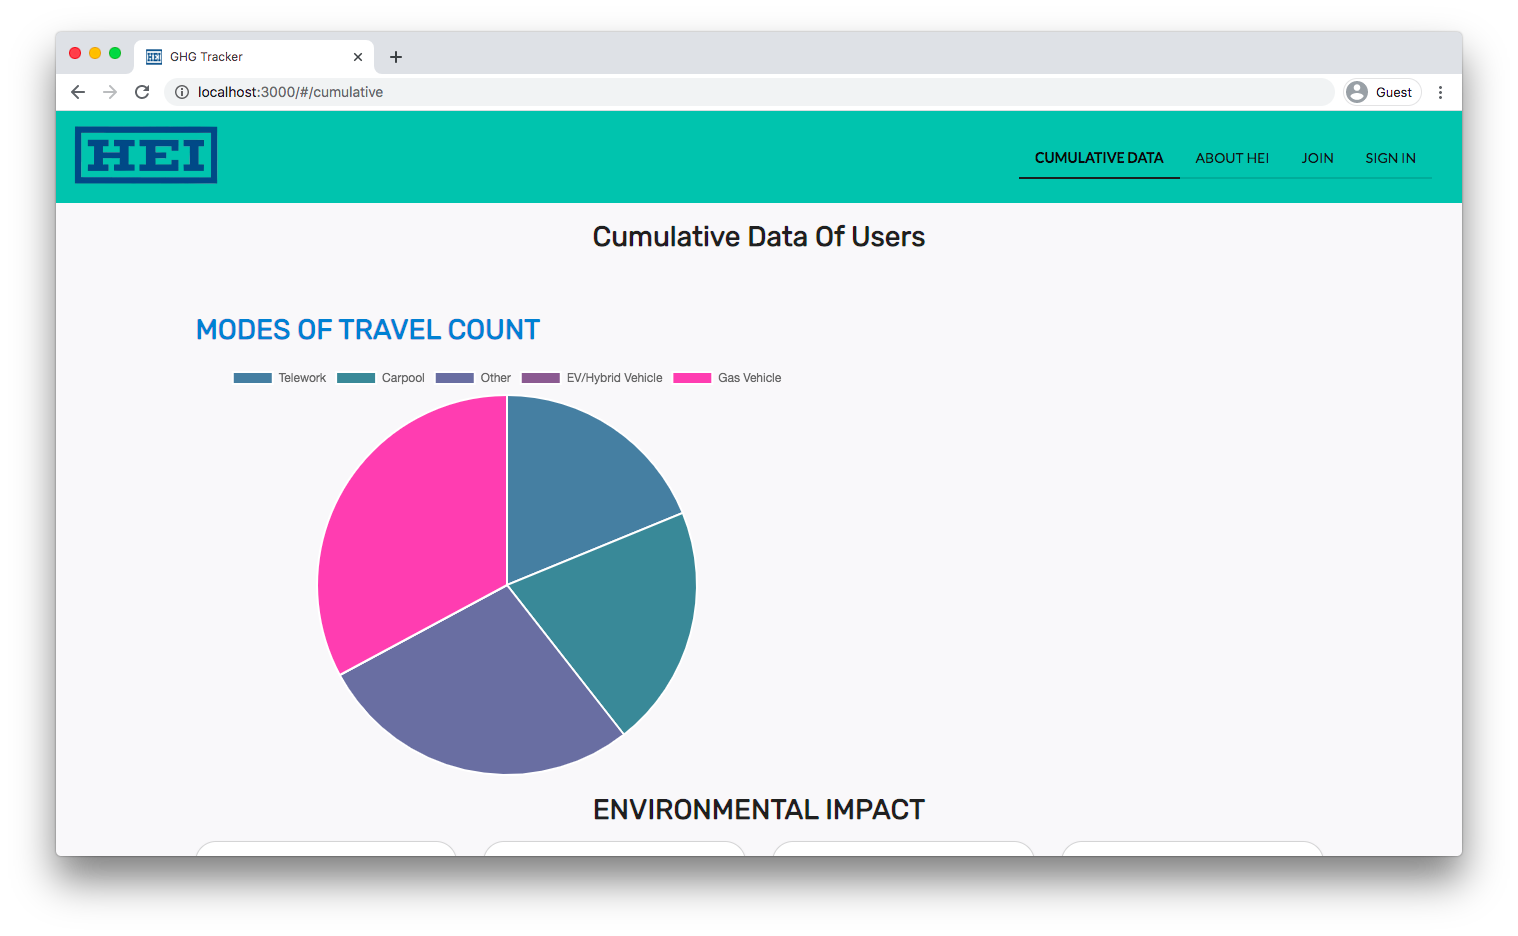 HEI GHG Tracker
localhost:3000/#/cumulative
Guest
HEI
CUMULATIVE DATA ABOUT HEI JOIN SIGN IN
Cumulative Data Of Users
MODES OF TRAVEL COUNT
Telework Carpool Other EV/Hybrid Vehicle Gas Vehicle
ENVIRONMENTAL IMPACT